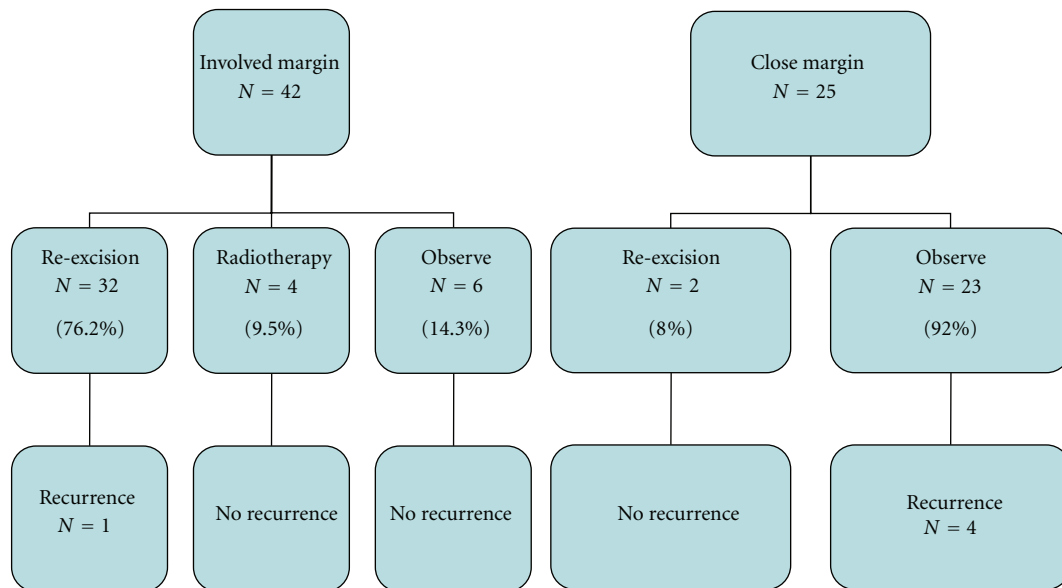 Involved margin
N = 42
Close margin
N = 25
Re-excision
N = 32
(76.2%)
Radiotherapy
N = 4
(9.5%)
Observe
N = 6
(14.3%)
Re-excision
N = 2
(8%)
Observe
N = 23
(92%)
Recurrence
N = 1
No recurrence
No recurrence
No recurrence
Recurrence
N = 4